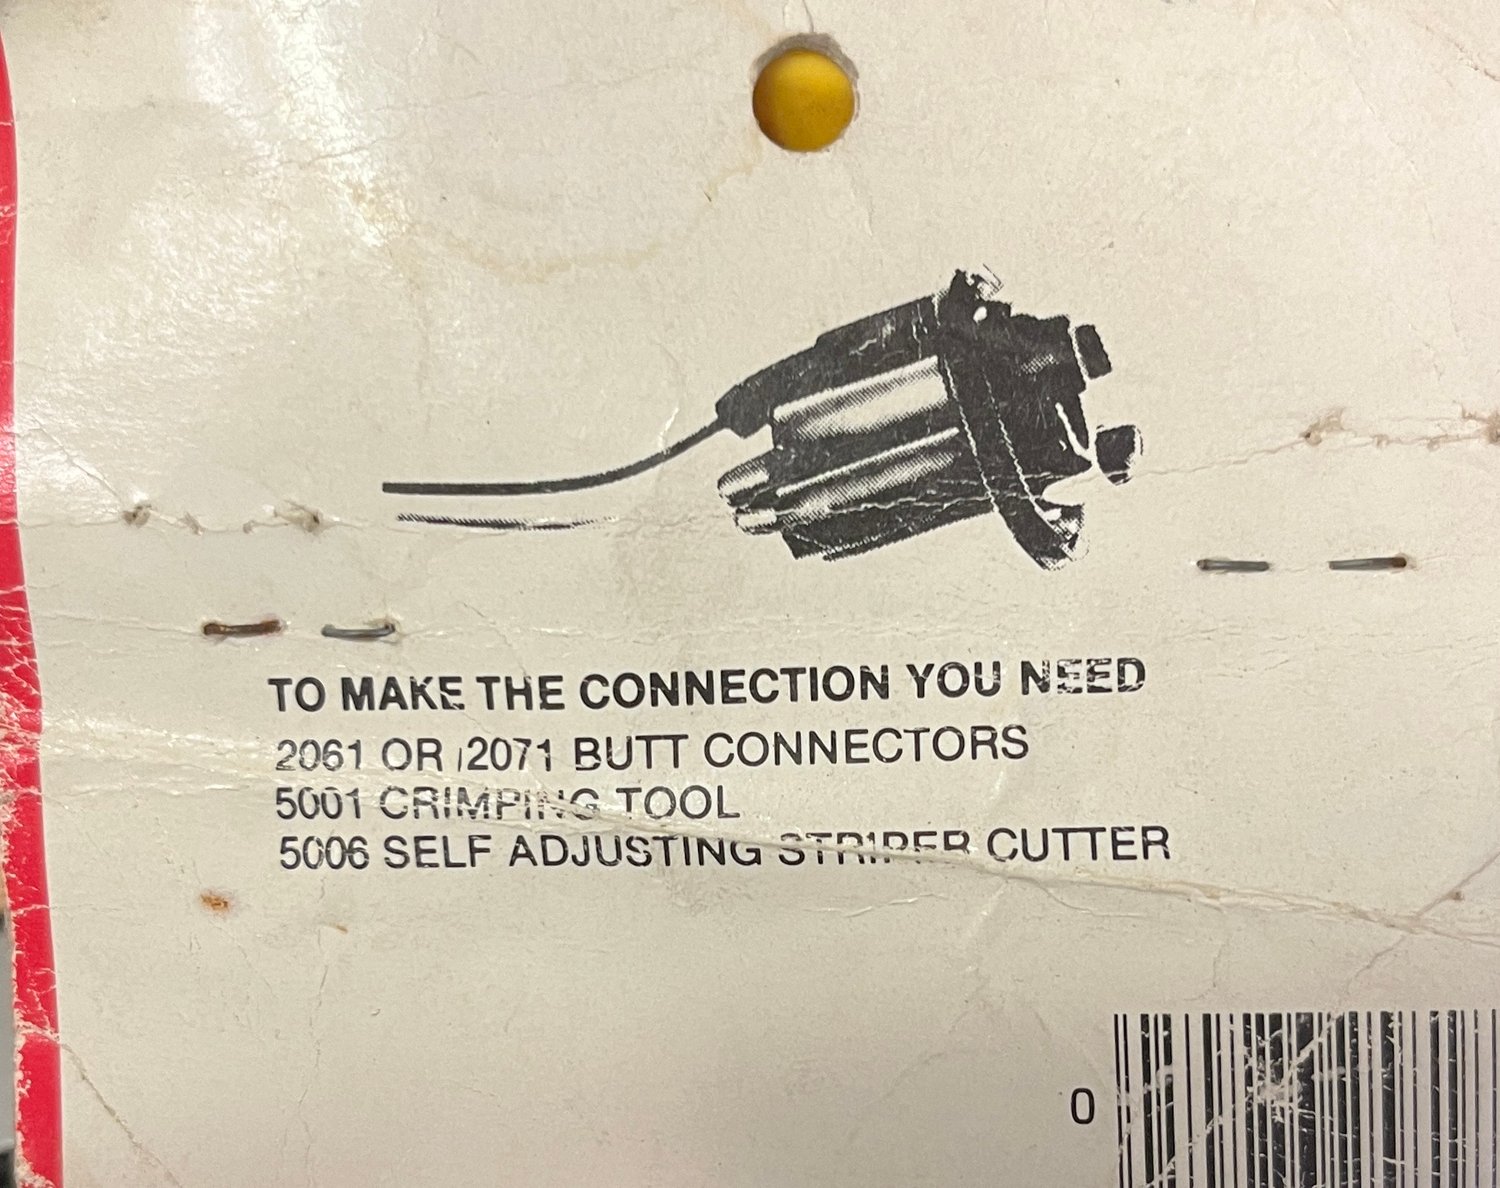 TO MAKE THE CONNECTION YOU NEED
2061 OR 2071 BUTT CONNECTORS
5001 CRIMPING TOOL
5006 SELF ADJUSTING STRIPER CUTTER
0